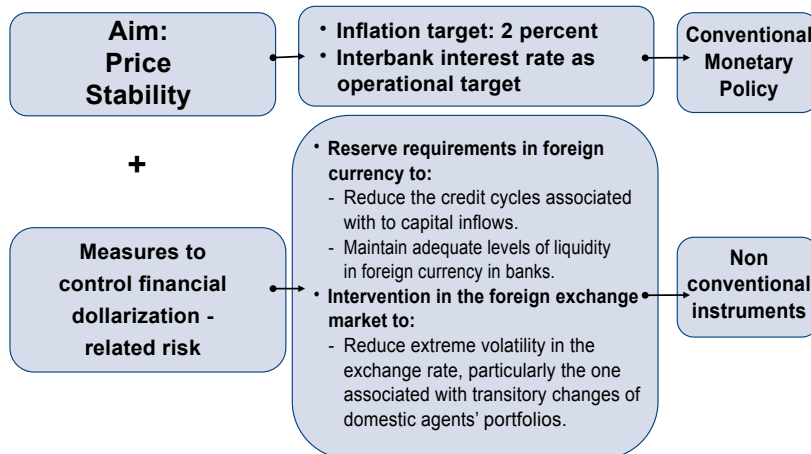 Aim:
Price
Stability
• Inflation target: 2 percent
• Interbank interest rate as
operational target
Conventional
Monetary
Policy
+
Measures to
control financial
dollarization -
related risk
• Reserve requirements in foreign
currency to:
- Reduce the credit cycles associated
with to capital inflows.
- Maintain adequate levels of liquidity
in foreign currency in banks.
• Intervention in the foreign exchange
market to:
- Reduce extreme volatility in the
exchange rate, particularly the one
associated with transitory changes of
domestic agents’ portfolios.
Non
conventional
instruments